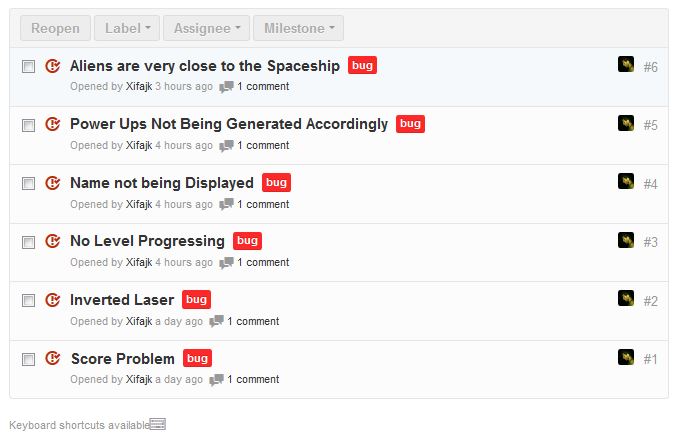 Reopen Label Assignee Milestone
Aliens are very close to the Spaceship bug #6
Opened by Xifajk 3 hours ago 1 comment
Power Ups Not Being Generated Accordingly bug #5
Opened by Xifajk 4 hours ago 1 comment
Name not being Displayed bug #4
Opened by Xifajk 4 hours ago 1 comment
No Level Progressing bug #3
Opened by Xifajk 4 hours ago 1 comment
Inverted Laser bug #2
Opened by Xifajk a day ago 1 comment
Score Problem bug #1
Opened by Xifajk a day ago 1 comment
Keyboard shortcuts available